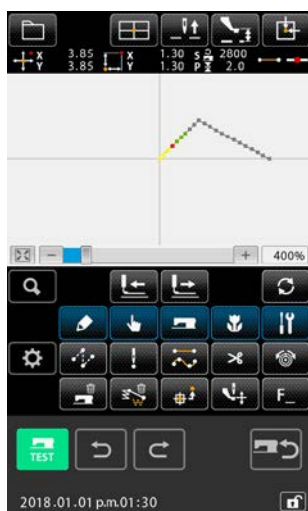 X 3.85 X 1.30 S 2800
Y 3.85 Y 1.30 P 2.0
400%
F_
TEST
2018.01.01 p.m.01:30